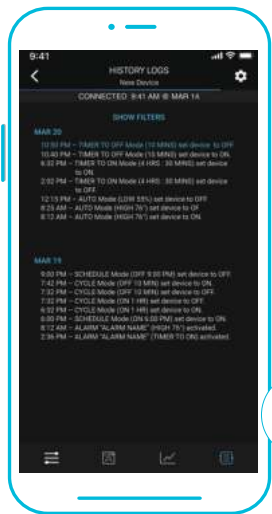 9:41
HISTORY LOGS
New Device
CONNECTED 9:41 AM @ MAR 14
SHOW FILTERS
MAR 20
10:50 PM – TIMER TO OFF Mode (10 MINS) set device to OFF.
10:40 PM – TIMER TO OFF Mode (10 MINS) set device to ON.
6:32 PM – TIMER TO ON Mode (4 HRS : 30 MINS) set device
to ON.
2:02 PM – TIMER TO ON Mode (4 HRS : 30 MINS) set device
to OFF.
12:15 PM – AUTO Mode (LOW 55%) set device to OFF.
8:25 AM – AUTO Mode (HIGH 76°) set device to OF
8:12 AM – AUTO Mode (HIGH 76°) set device to ON.
MAR 19
9:00 PM – SCHEDULE Mode (OFF 9:00 PM) set device to OFF.
7:42 PM – CYCLE Mode (OFF 10 MIN) set device to ON.
7:32 PM – CYCLE Mode (OFF 10 MIN) set device to OFF.
7:32 PM – CYCLE Mode (ON 1 HR) set device to OFF.
6:32 PM – CYCLE Mode (ON 1 HR) set device to ON.
6:00 PM – SCHEDULE Mode (ON 6:00 PM) set device to ON.
8:12 AM – ALARM "ALARM NAME" (HIGH 76°) activated.
2:36 PM – ALARM "ALARM NAME" (TIMER TO ON) activated.